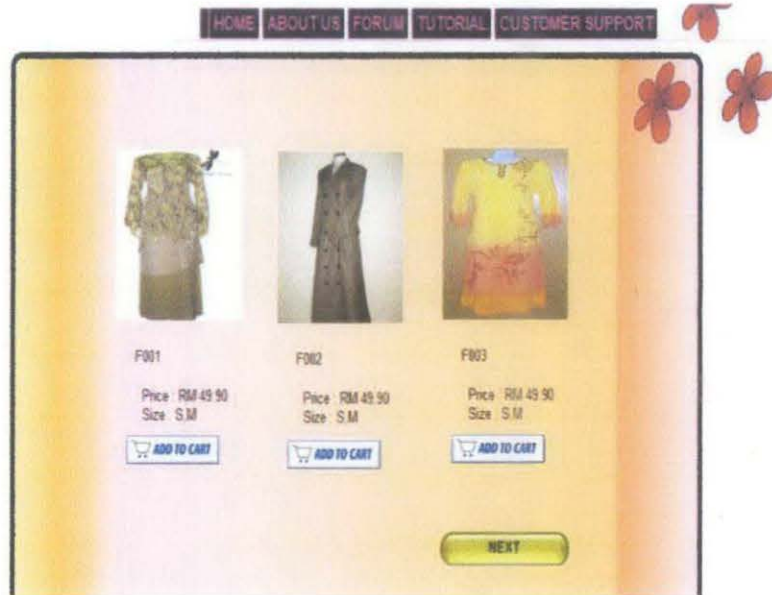 HOME ABOUT US FORUM TUTORIAL CUSTOMER SUPPORT
F001 F002 F003
Price : RM 49.90 Price : RM 49.90 Price : RM 49.90
Size : S,M Size : S,M Size : S,M
ADD TO CART ADD TO CART ADD TO CART
NEXT